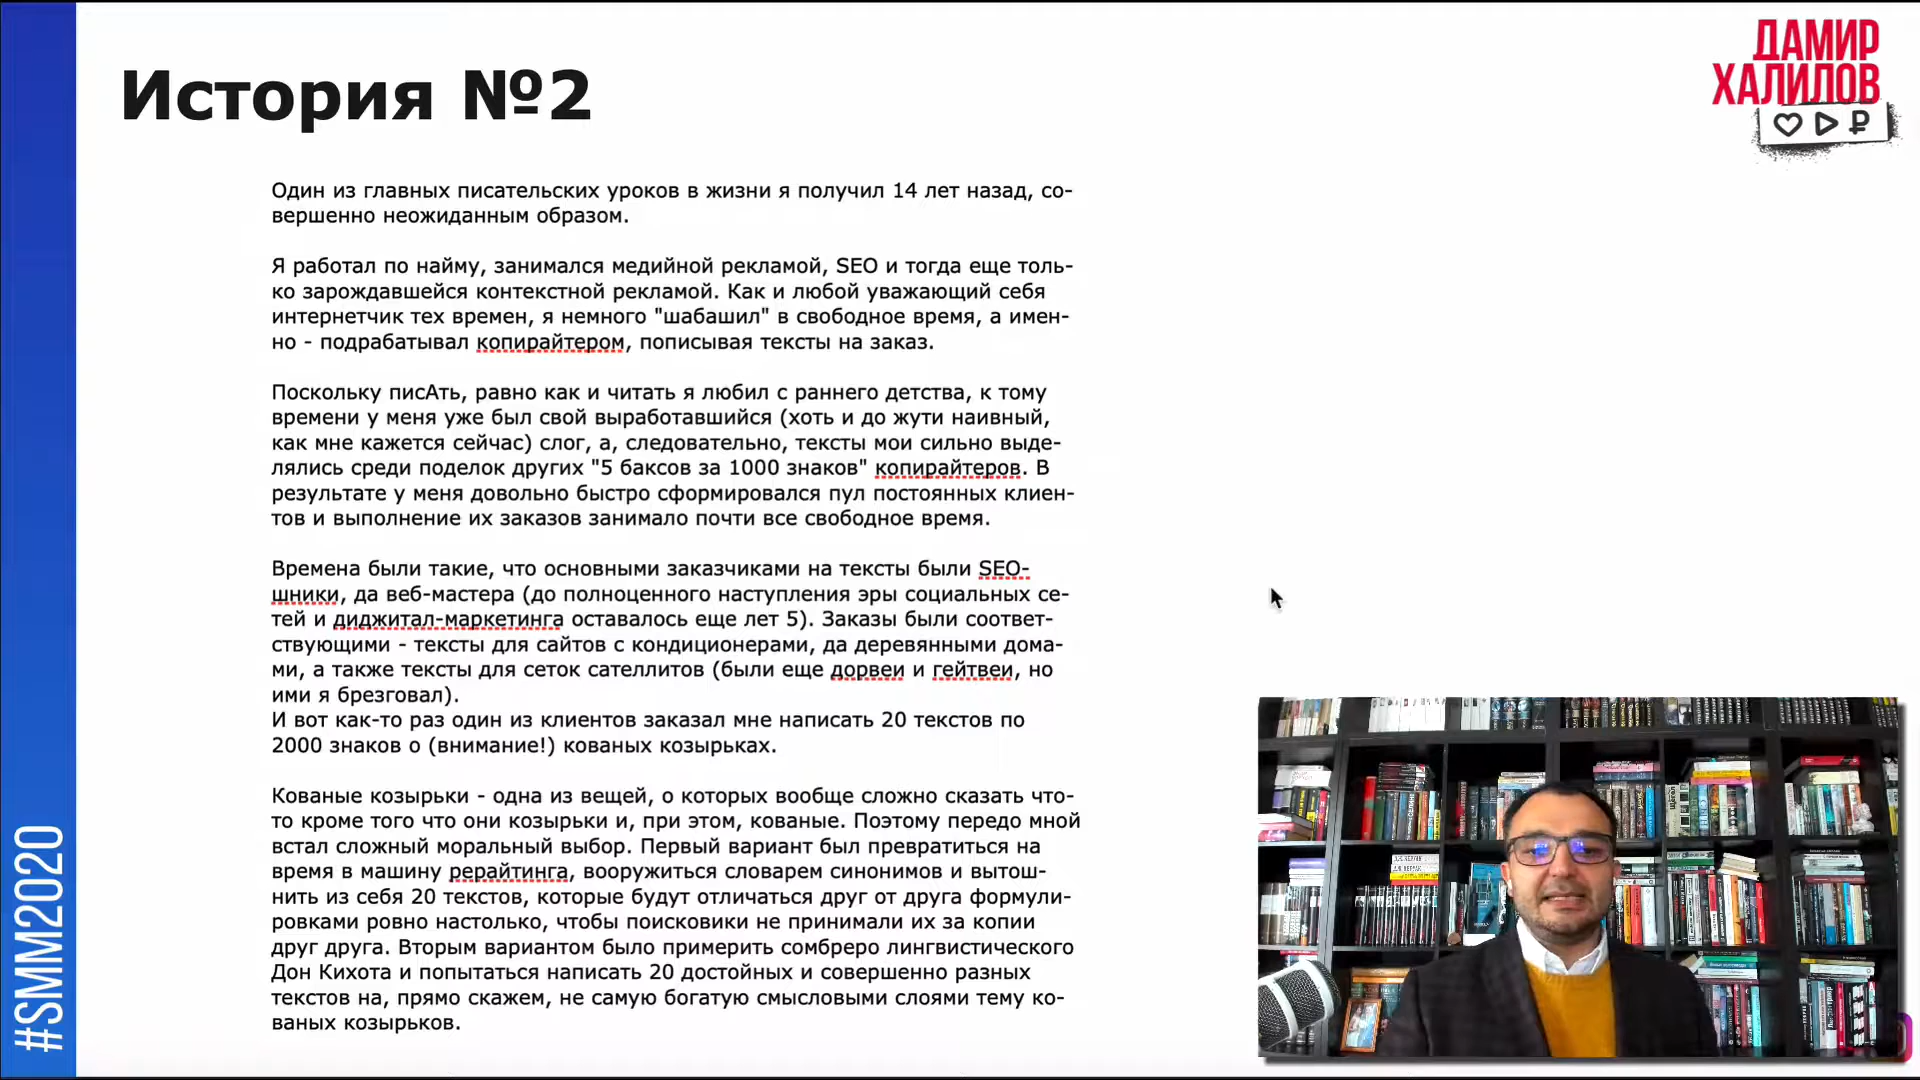 История №2
ДАМИР
ХАЛИЛОВ
Один из главных писательских уроков в жизни я получил 14 лет назад, со-
вершенно неожиданным образом.
Я работал по найму, занимался медийной рекламой, SEO и тогда еще толь-
ко зарождавшейся контекстной рекламой. Как и любой уважающий себя
интернетчик тех времен, я немного "шабашил" в свободное время, а имен-
но - подрабатывал копирайтером, пописывая тексты на заказ.
Поскольку писАть, равно как и читать я любил с раннего детства, к тому
времени у меня уже был свой выработавшийся (хоть и до жути наивный,
как мне кажется сейчас) слог, а, следовательно, тексты мои сильно выде-
лялись среди поделок других "5 баксов за 1000 знаков" копирайтеров. В
результате у меня довольно быстро сформировался пул постоянных клиен-
тов и выполнение их заказов занимало почти все свободное время.
Времена были такие, что основными заказчиками на тексты были SEO-
шники, да веб-мастера (до полноценного наступления эры социальных се-
тей и диджитал-маркетинга оставалось еще лет 5). Заказы были соответ-
ствующими - тексты для сайтов с кондиционерами, да деревянными дома-
ми, а также тексты для сеток сателлитов (были еще дорвеи и гейтвеи, но
ими я брезговал).
И вот как-то раз один из клиентов заказал мне написать 20 текстов по
2000 знаков о (внимание!) кованых козырьках.
Кованые козырьки - одна из вещей, о которых вообще сложно сказать что-
то кроме того что они козырьки и, при этом, кованые. Поэтому передо мной
встал сложный моральный выбор. Первый вариант был превратиться на
время в машину рерайтинга, вооружиться словарем синонимов и вытош-
нить из себя 20 текстов, которые будут отличаться друг от друга формули-
ровками ровно настолько, чтобы поисковики не принимали их за копии
друг друга. Вторым вариантом было примерить сомбреро лингвистического
Дон Кихота и попытаться написать 20 достойных и совершенно разных
текстов на, прямо скажем, не самую богатую смысловыми слоями тему ко-
ваных козырьков.
#SMM2020